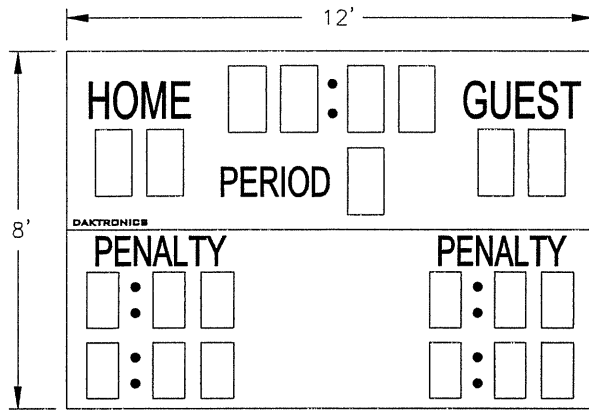 12'
HOME
GUEST
8'
PERIOD
DAKTRONICS
PENALTY PENALTY